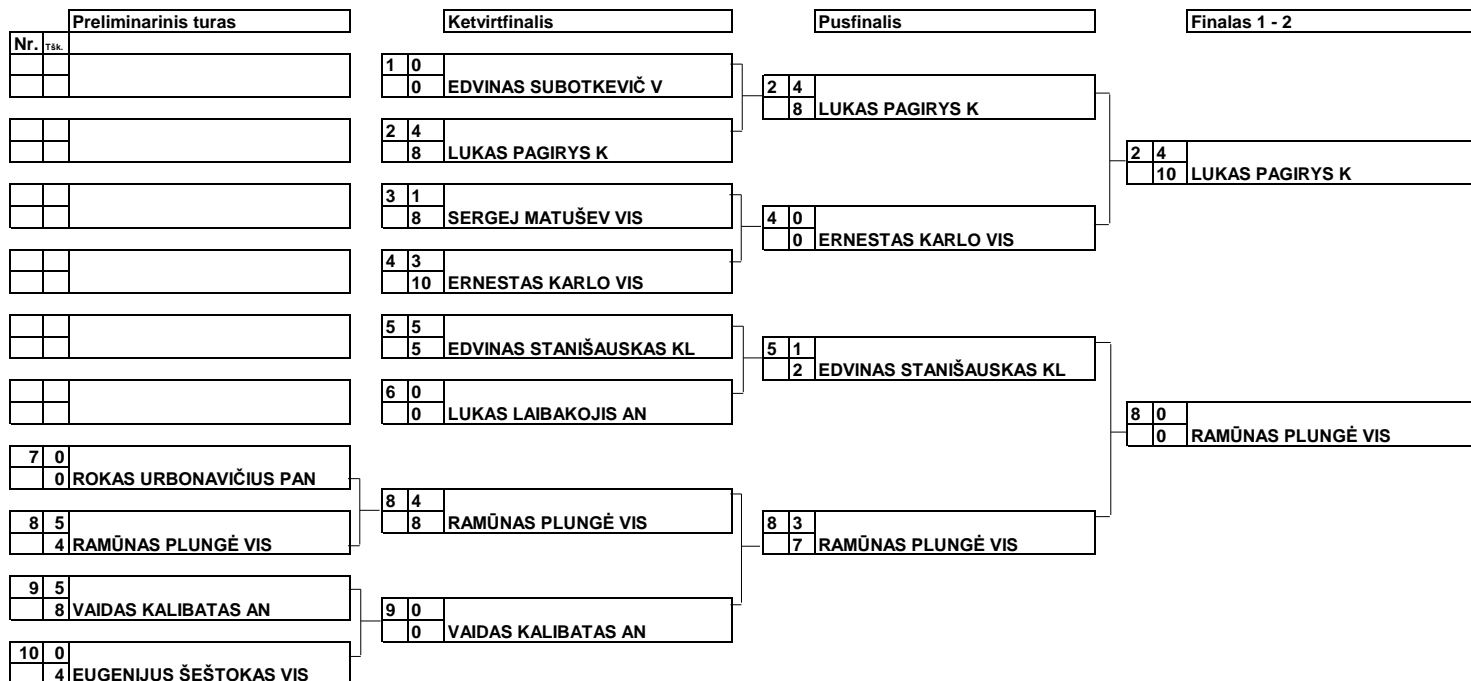 Preliminarinis turas
Ketvirtfinalis
Pusfinalis
Finalas 1 - 2
Nr. Tšk.
1 0
0 EDVINAS SUBOTKEVIČ V
2 4
8 LUKAS PAGIRYS K
3 1
8 SERGEJ MATUŠEV VIS
4 3
10 ERNESTAS KARLO VIS
5 5
5 EDVINAS STANIŠAUSKAS KL
6 0
0 LUKAS LAIBAKOJIS AN
7 0
0 ROKAS URBONAVIČIUS PAN
8 5
4 RAMŪNAS PLUNGĖ VIS
9 5
8 VAIDAS KALIBATAS AN
10 0
4 EUGENIJUS ŠEŠTOKAS VIS
8 4
8 RAMŪNAS PLUNGĖ VIS
9 0
0 VAIDAS KALIBATAS AN
2 4
8 LUKAS PAGIRYS K
4 0
0 ERNESTAS KARLO VIS
5 1
2 EDVINAS STANIŠAUSKAS KL
8 3
7 RAMŪNAS PLUNGĖ VIS
2 4
10 LUKAS PAGIRYS K
8 0
0 RAMŪNAS PLUNGĖ VIS